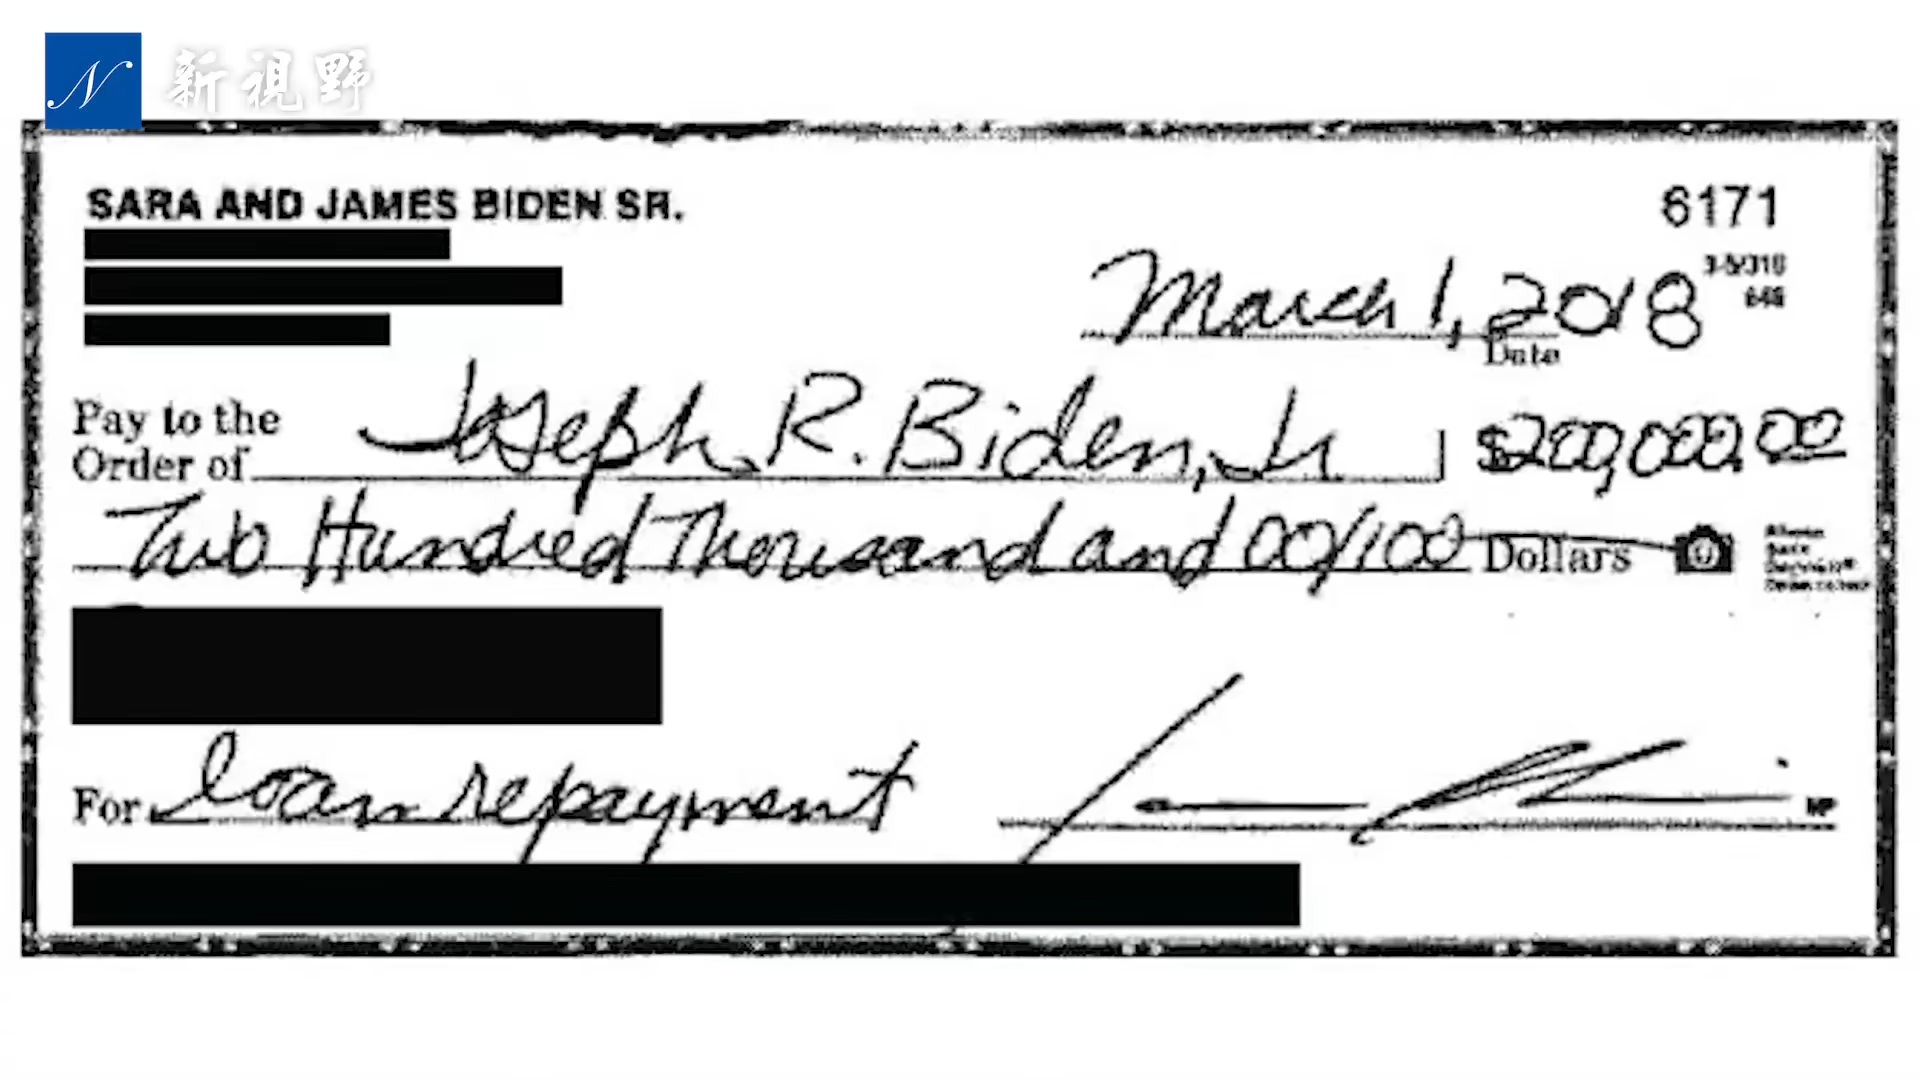 N 新視野
SARA AND JAMES BIDEN SR.
6171
March 1, 2018
Date
Pay to the
Order of Joseph R. Biden, Jr $200,000.00
Two Hundred Thousand and 00/100 Dollars
For loan repayment
MP